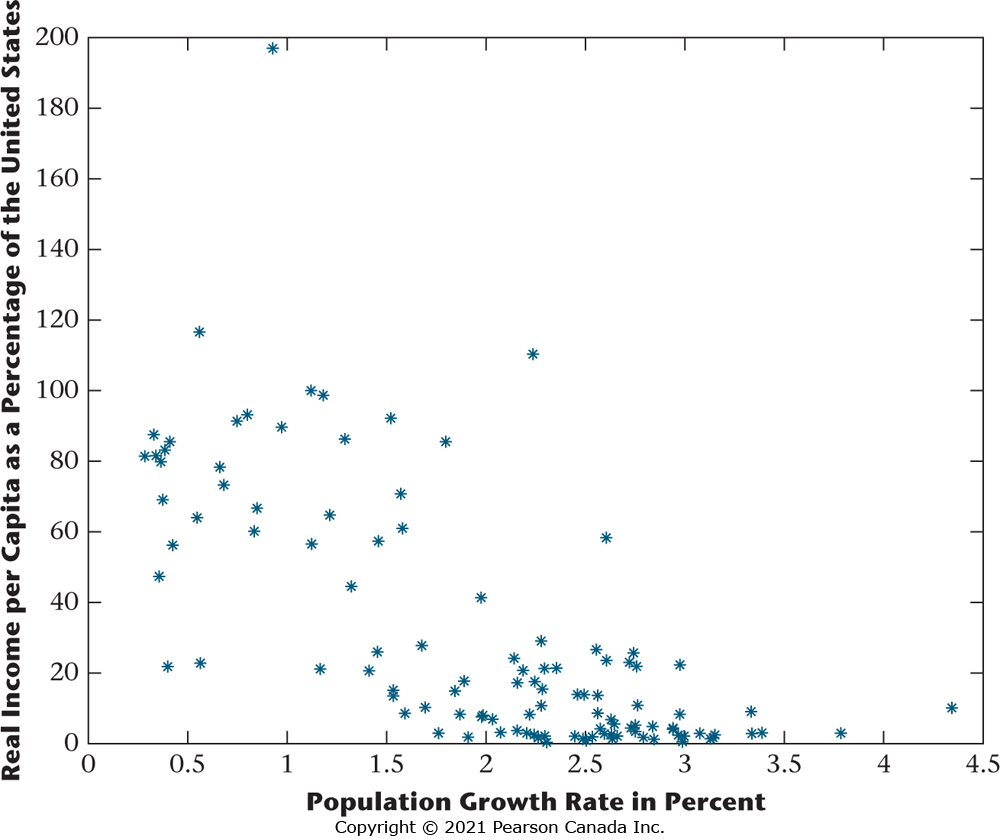 Real Income per Capita as a Percentage of the United States
200
180
160
140
120
100
80
60
40
20
0
0 0.5 1 1.5 2 2.5 3 3.5 4 4.5
Population Growth Rate in Percent
Copyright © 2021 Pearson Canada Inc.